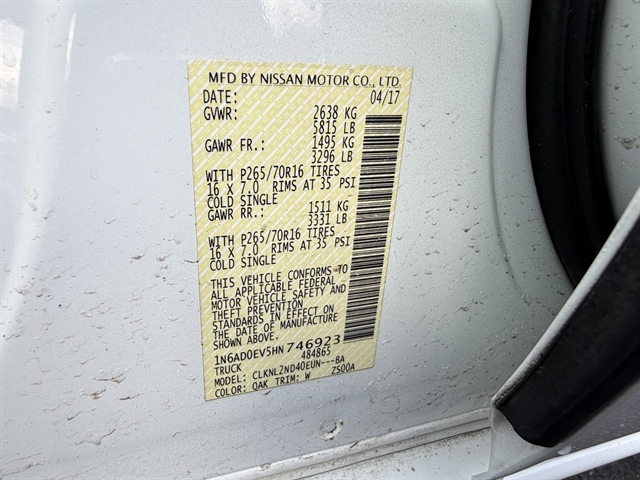 MFD BY NISSAN MOTOR CO., LTD.
DATE: 04/17
GVWR: 2638 KG
5815 LB
GAWR FR.: 1495 KG
3296 LB
WITH P265/70R16 TIRES
16 X 7.0 RIMS AT 35 PSI
COLD SINGLE
GAWR RR.: 1511 KG
3331 LB
WITH P265/70R16 TIRES
16 X 7.0 RIMS AT 35 PSI
COLD SINGLE
THIS VEHICLE CONFORMS TO
ALL APPLICABLE FEDERAL
MOTOR VEHICLE SAFETY AND
THEFT PREVENTION
STANDARDS IN EFFECT ON
THE DATE OF MANUFACTURE
SHOWN ABOVE.
1N6AD0EV5HN746923
TRUCK 484865
MODEL: CLKNL2ND40EUN---BA
COLOR: QAK TRIM: W ZS00A